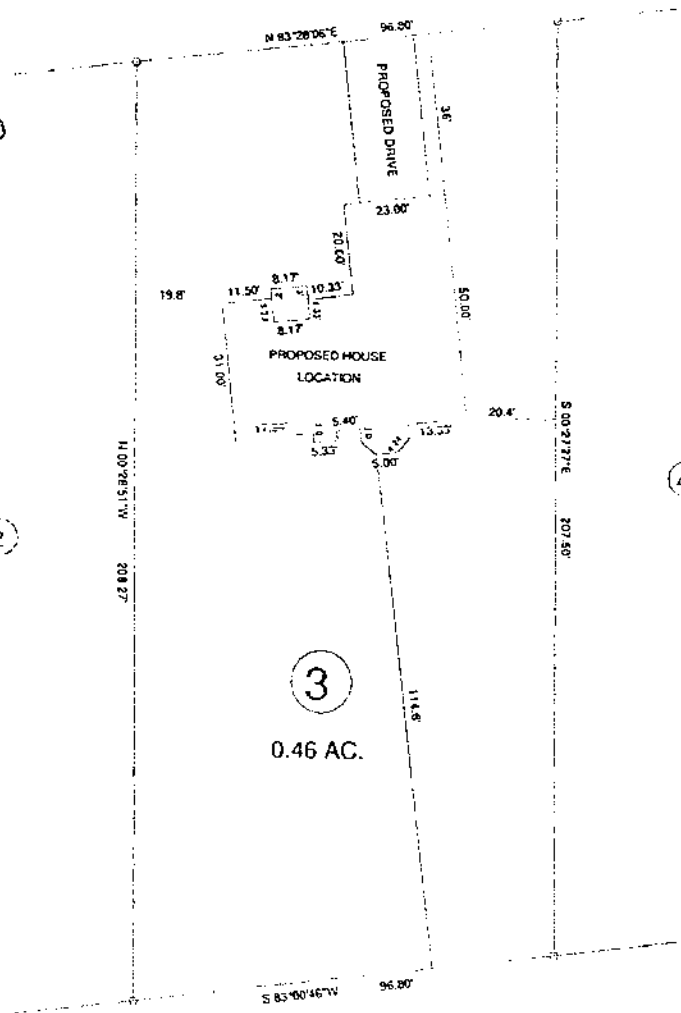 N 83°28'06"E
96.80'
PROPOSED DRIVE
36'
23.00'
20.00'
8.17'
10.33'
11.50'
19.8'
8.17'
50.00'
31.00'
PROPOSED HOUSE
LOCATION
5.40'
13.33'
20.4'
5.33'
5.00'
N 00°28'51"W
208.27'
S 00°27'27"E
207.50'
3
0.46 AC.
114.6'
S 83°00'46"W
96.80'